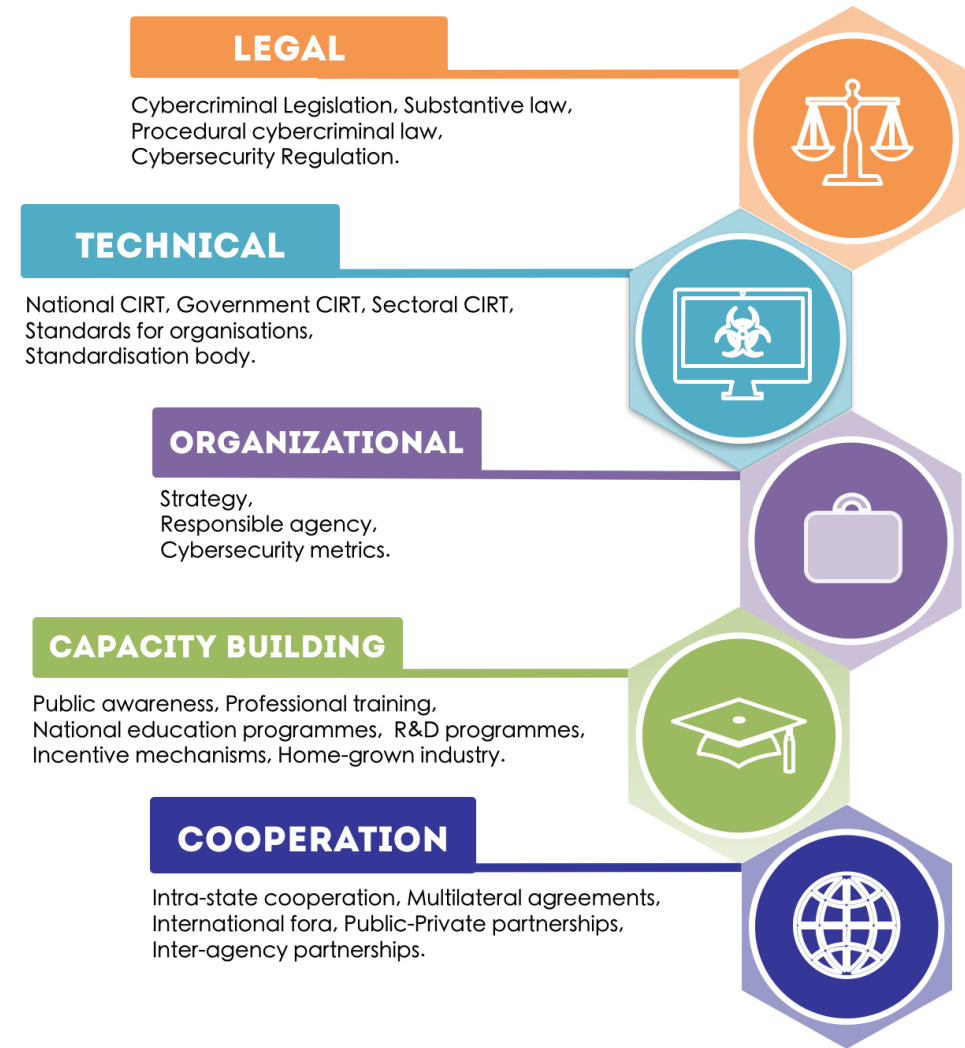 LEGAL
Cybercriminal Legislation, Substantive law,
Procedural cybercriminal law,
Cybersecurity Regulation.
TECHNICAL
National CIRT, Government CIRT, Sectoral CIRT,
Standards for organisations,
Standardisation body.
ORGANIZATIONAL
Strategy,
Responsible agency,
Cybersecurity metrics.
CAPACITY BUILDING
Public awareness, Professional training,
National education programmes, R&D programmes,
Incentive mechanisms, Home-grown industry.
COOPERATION
Intra-state cooperation, Multilateral agreements,
International fora, Public-Private partnerships,
Inter-agency partnerships.